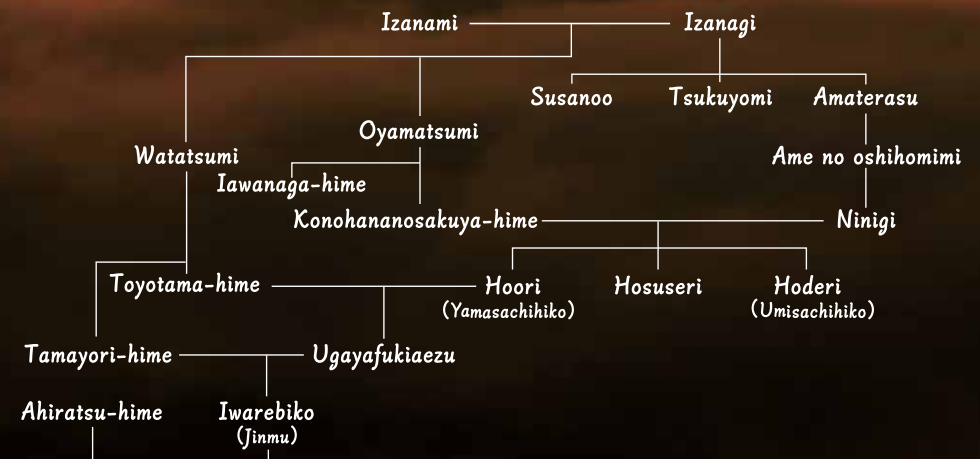 Izanami
Izanagi
Susanoo
Tsukuyomi
Amaterasu
Oyamatsumi
Watatsumi
Ame no oshihomimi
Iawanaga-hime
Konohananosakuya-hime
Ninigi
Toyotama-hime
Hoori
(Yamasachihiko)
Hosuseri
Hoderi
(Umisachihiko)
Tamayori-hime
Ugayafukiaezu
Ahiratsu-hime
Iwarebiko
(Jinmu)